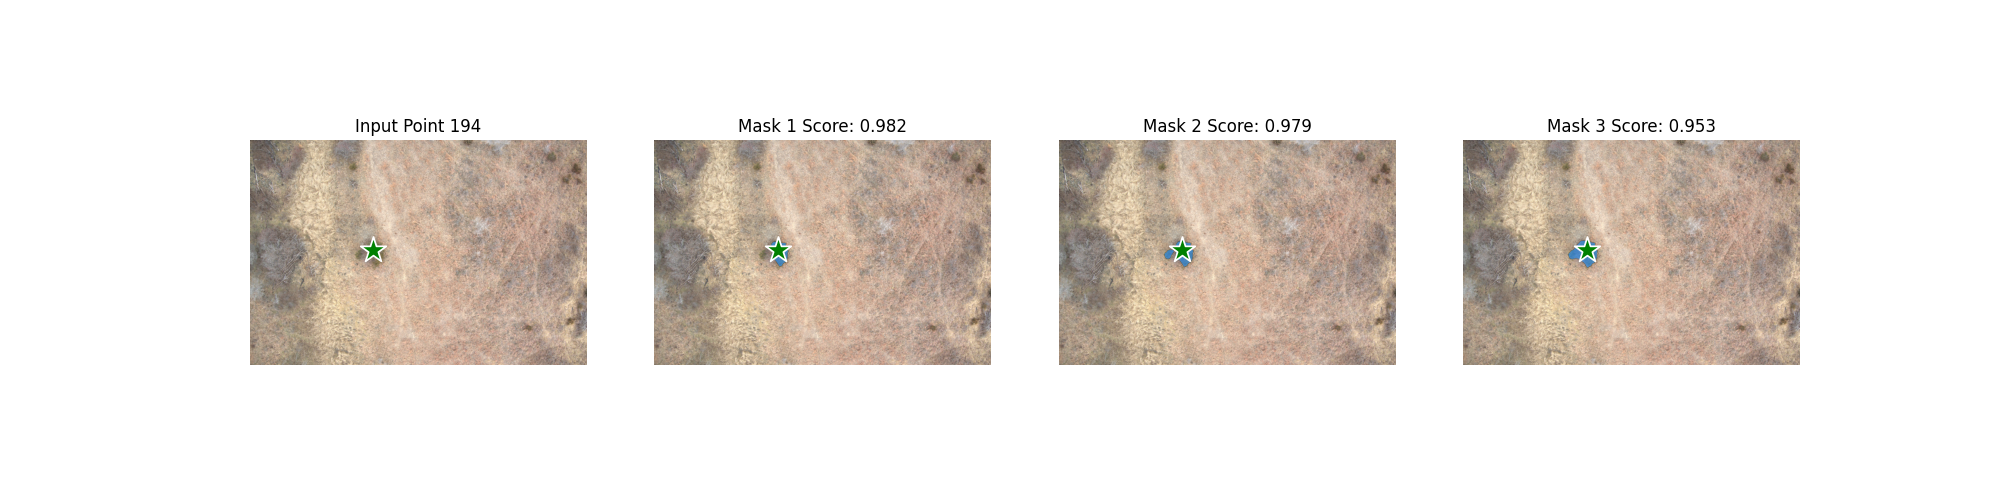 Input Point 194
Mask 1 Score: 0.982
Mask 2 Score: 0.979
Mask 3 Score: 0.953